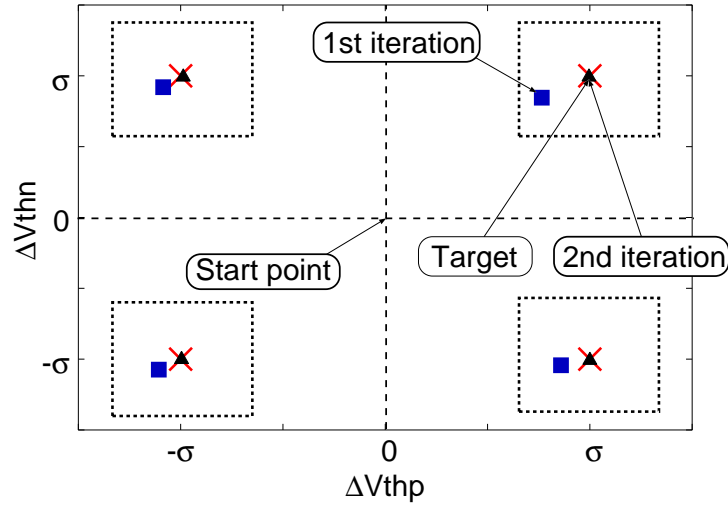 1st iteration
σ
0
-σ
ΔVthn
Start point
Target
2nd iteration
-σ
0
σ
ΔVthp